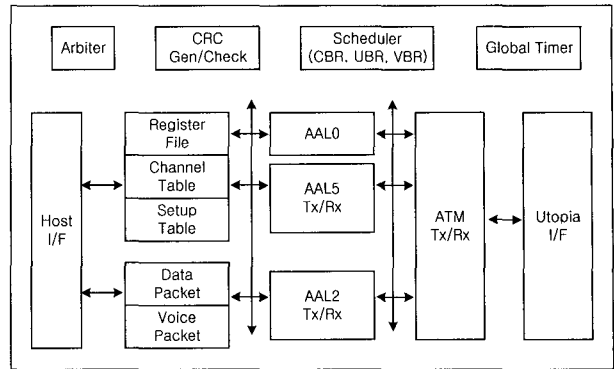 Arbiter
CRC
Gen/Check
Scheduler
(CBR, UBR, VBR)
Global Timer
Host
I/F
Register
File
Channel
Table
Setup
Table
Data
Packet
Voice
Packet
AAL0
AAL5
Tx/Rx
AAL2
Tx/Rx
ATM
Tx/Rx
Utopia
I/F